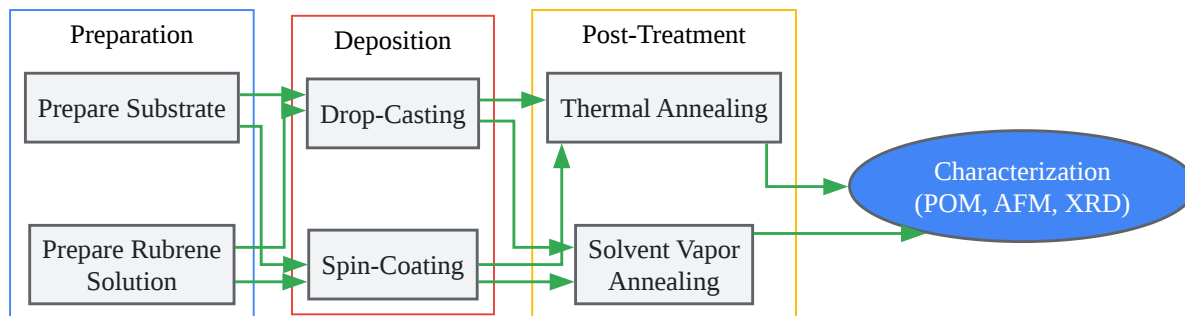 Preparation
Prepare Substrate
Prepare Rubrene
Solution
Deposition
Drop-Casting
Spin-Coating
Post-Treatment
Thermal Annealing
Solvent Vapor
Annealing
Characterization
(POM, AFM, XRD)